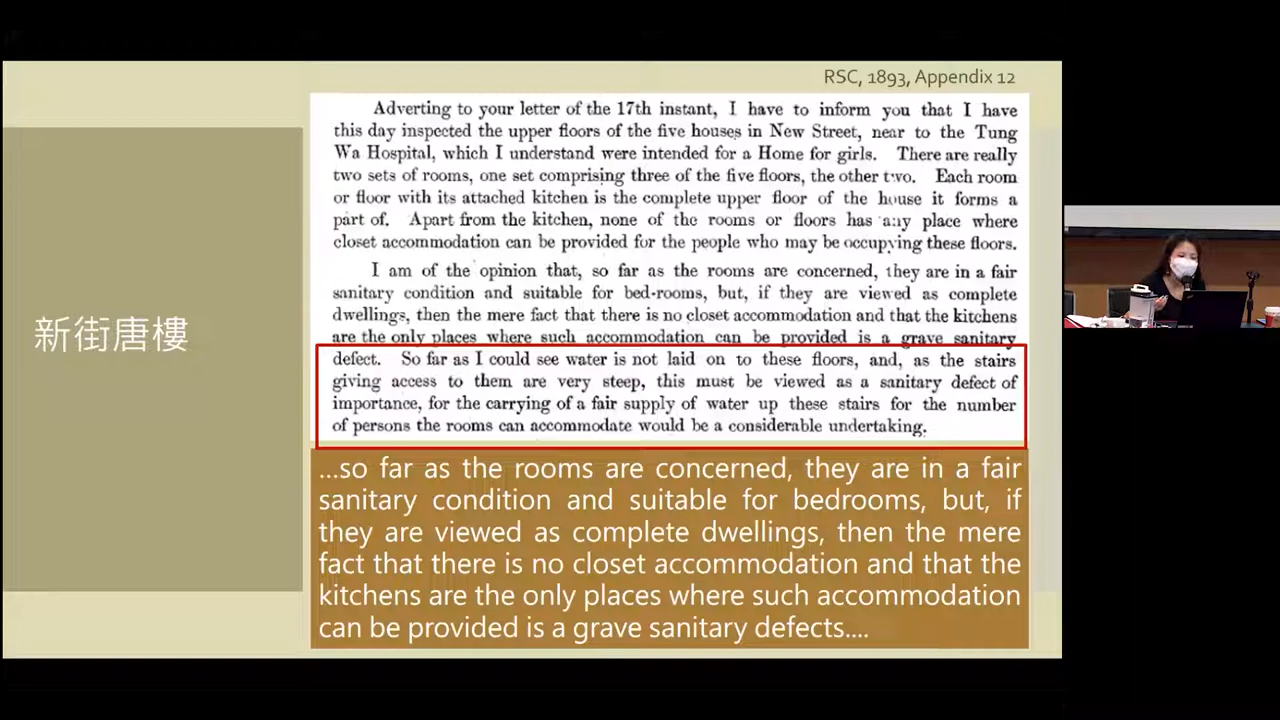 RSC, 1893, Appendix 12
Adverting to your letter of the 17th instant, I have to inform you that I have
this day inspected the upper floors of the five houses in New Street, near to the Tung
Wa Hospital, which I understand were intended for a Home for girls. There are really
two sets of rooms, one set comprising three of the five floors, the other two. Each room
or floor with its attached kitchen is the complete upper floor of the house it forms a
part of. Apart from the kitchen, none of the rooms or floors has any place where
closet accommodation can be provided for the people who may be occupying these floors.
I am of the opinion that, so far as the rooms are concerned, they are in a fair
sanitary condition and suitable for bed-rooms, but, if they are viewed as complete
dwellings, then the mere fact that there is no closet accommodation and that the kitchens
are the only places where such accommodation can be provided is a grave sanitary
defect. So far as I could see water is not laid on to these floors, and, as the stairs
giving access to them are very steep, this must be viewed as a sanitary defect of
importance, for the carrying of a fair supply of water up these stairs for the number
of persons the rooms can accommodate would be a considerable undertaking.
新街唐樓
...so far as the rooms are concerned, they are in a fair
sanitary condition and suitable for bedrooms, but, if
they are viewed as complete dwellings, then the mere
fact that there is no closet accommodation and that the
kitchens are the only places where such accommodation
can be provided is a grave sanitary defects....